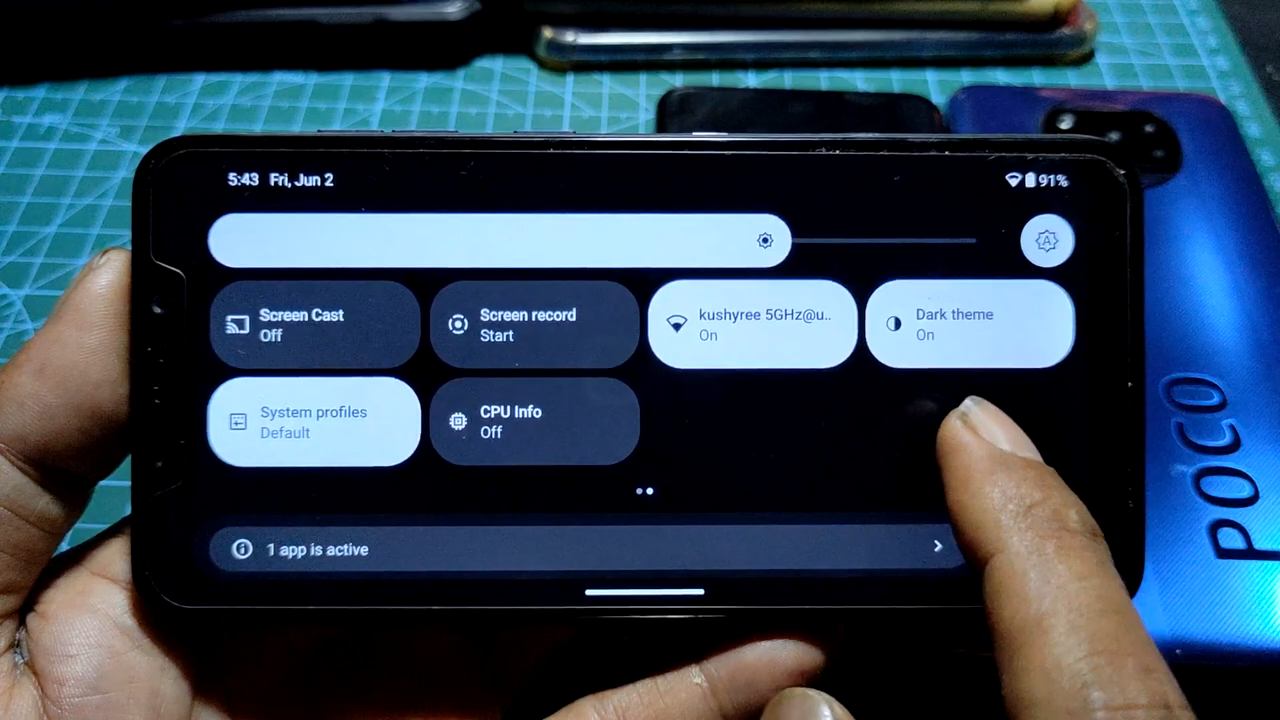 5:43 Fri, Jun 2
91%
A
Screen Cast
Off
Screen record
Start
kushyree 5GHz@u..
On
Dark theme
On
System profiles
Default
CPU Info
Off
1 app is active
POCO